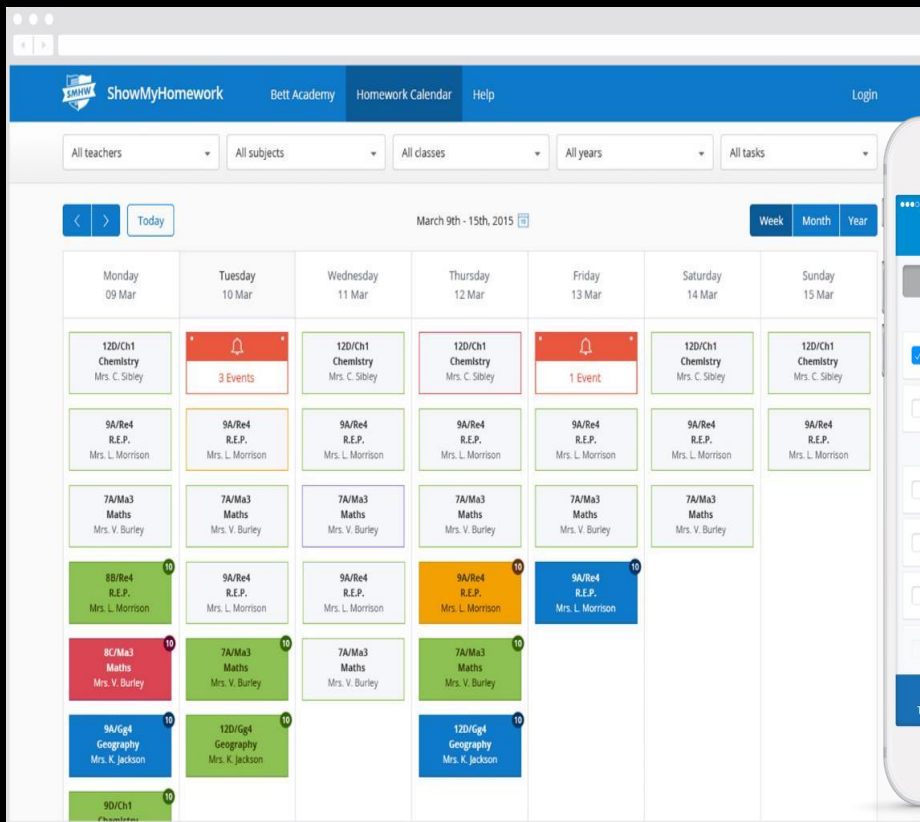 SMHW ShowMyHomework Bett Academy Homework Calendar Help Login
All teachers All subjects All classes All years All tasks
Today March 9th - 15th, 2015 Week Month Year
Monday Tuesday Wednesday Thursday Friday Saturday Sunday
09 Mar 10 Mar 11 Mar 12 Mar 13 Mar 14 Mar 15 Mar
12D/Ch1
Chemistry
Mrs. C. Sibley
3 Events
12D/Ch1
Chemistry
Mrs. C. Sibley
12D/Ch1
Chemistry
Mrs. C. Sibley
1 Event
12D/Ch1
Chemistry
Mrs. C. Sibley
12D/Ch1
Chemistry
Mrs. C. Sibley
9A/Re4
R.E.P.
Mrs. L. Morrison
9A/Re4
R.E.P.
Mrs. L. Morrison
9A/Re4
R.E.P.
Mrs. L. Morrison
9A/Re4
R.E.P.
Mrs. L. Morrison
9A/Re4
R.E.P.
Mrs. L. Morrison
9A/Re4
R.E.P.
Mrs. L. Morrison
9A/Re4
R.E.P.
Mrs. L. Morrison
7A/Ma3
Maths
Mrs. V. Burley
7A/Ma3
Maths
Mrs. V. Burley
7A/Ma3
Maths
Mrs. V. Burley
7A/Ma3
Maths
Mrs. V. Burley
7A/Ma3
Maths
Mrs. V. Burley
7A/Ma3
Maths
Mrs. V. Burley
10
8B/Re4
R.E.P.
Mrs. L. Morrison
9A/Re4
R.E.P.
Mrs. L. Morrison
9A/Re4
R.E.P.
Mrs. L. Morrison
10
9A/Re4
R.E.P.
Mrs. L. Morrison
10
9A/Re4
R.E.P.
Mrs. L. Morrison
10
8C/Ma3
Maths
Mrs. V. Burley
10
7A/Ma3
Maths
Mrs. V. Burley
7A/Ma3
Maths
Mrs. V. Burley
10
7A/Ma3
Maths
Mrs. V. Burley
10
9A/Gg4
Geography
Mrs. K. Jackson
10
12D/Gg4
Geography
Mrs. K. Jackson
10
12D/Gg4
Geography
Mrs. K. Jackson
10
9D/Ch1
Chemistry
T